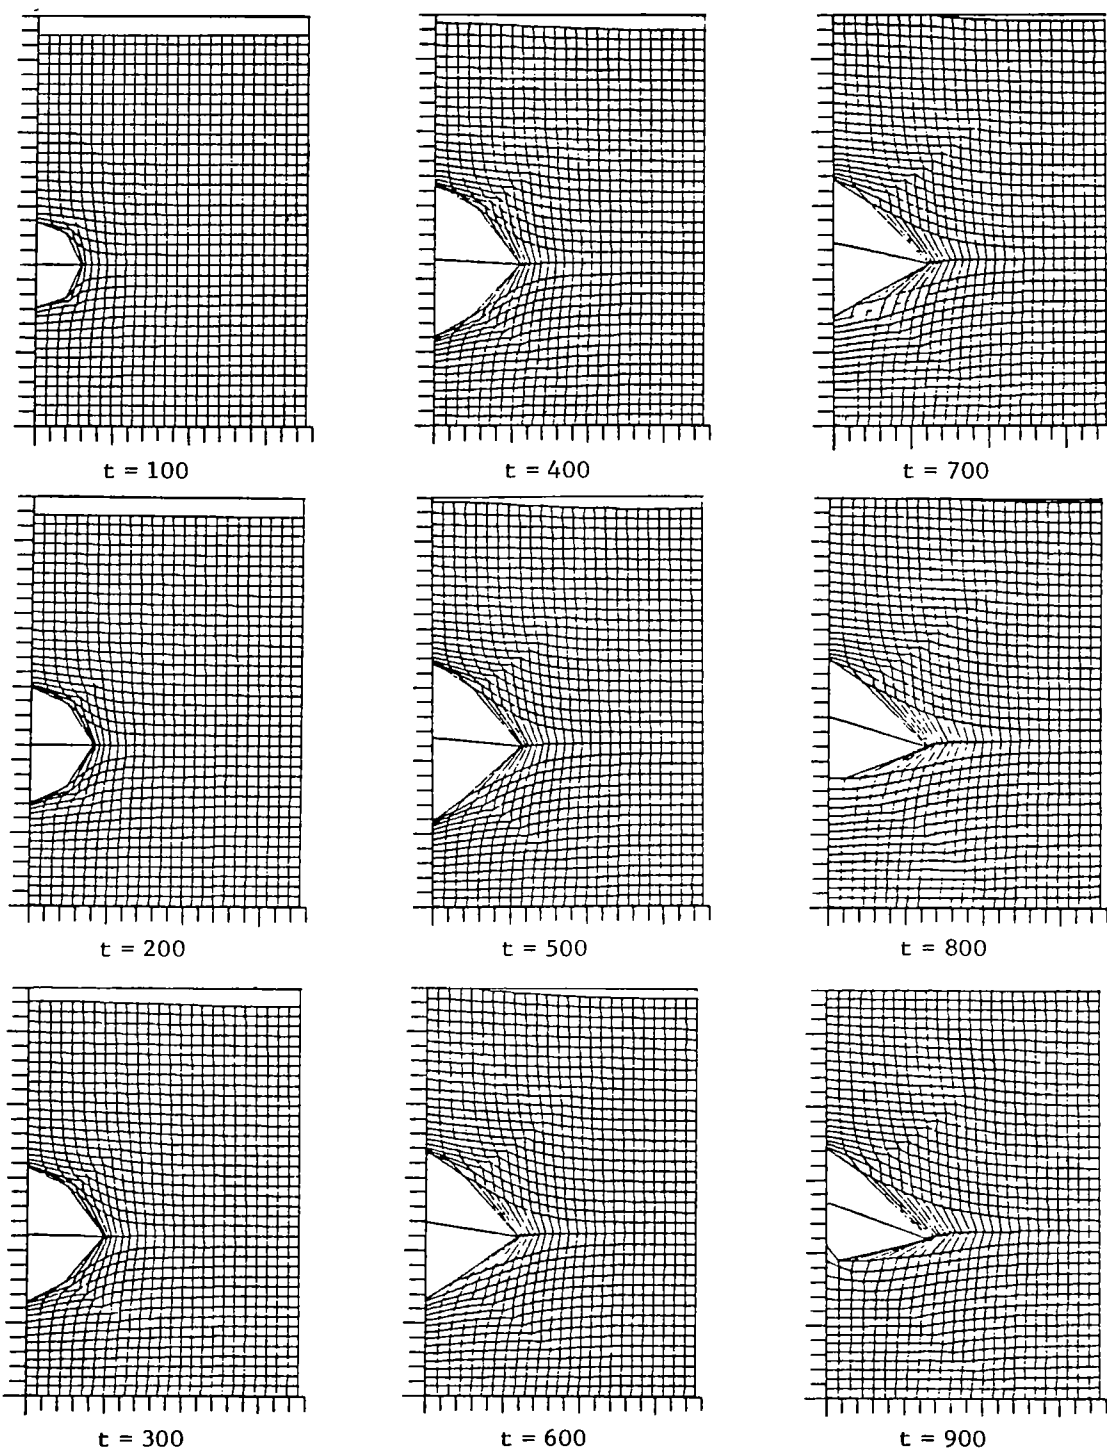 t = 100
t = 400
t = 700
t = 200
t = 500
t = 800
t = 300
t = 600
t = 900